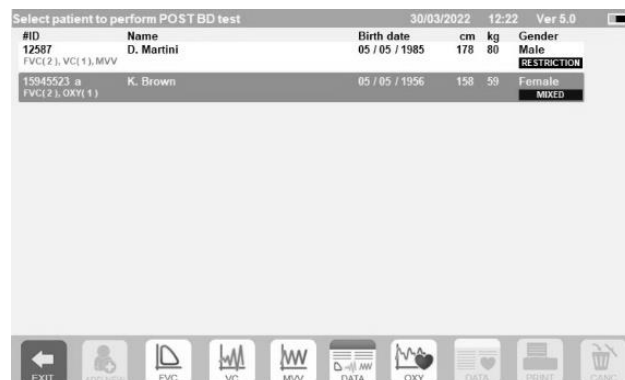 Select patient to perform POST BD test 30/03/2022 12:22 Ver 5.0
#ID Name Birth date cm kg Gender
12587 D. Martini 05 / 05 / 1985 178 80 Male
FVC( 2 ), VC( 1 ), MVV RESTRICTION
15945523 a K. Brown 05 / 05 / 1956 158 59 Female
FVC( 2 ), OXY( 1 ) MIXED
EXIT ADD NEW FVC VC MVV DATA OXY DATA PRINT CANC